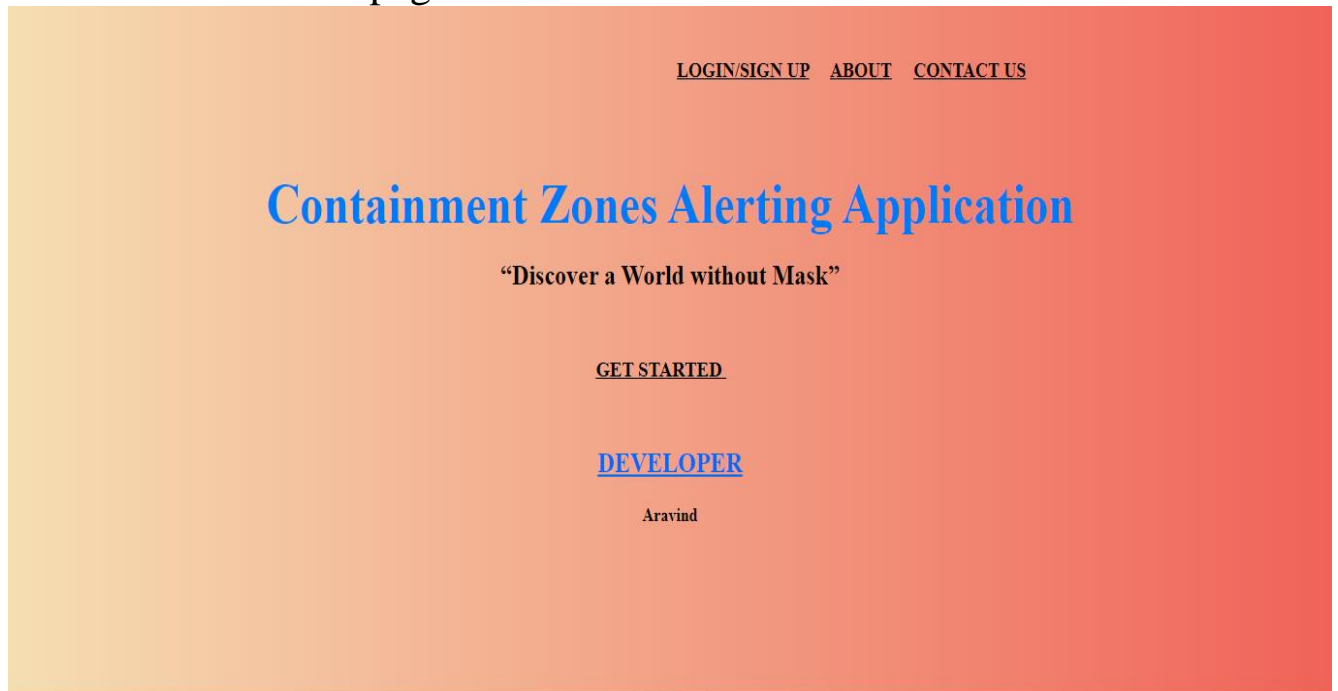 LOGIN/SIGN UP ABOUT CONTACT US
Containment Zones Alerting Application
“Discover a World without Mask”
GET STARTED
DEVELOPER
Aravind